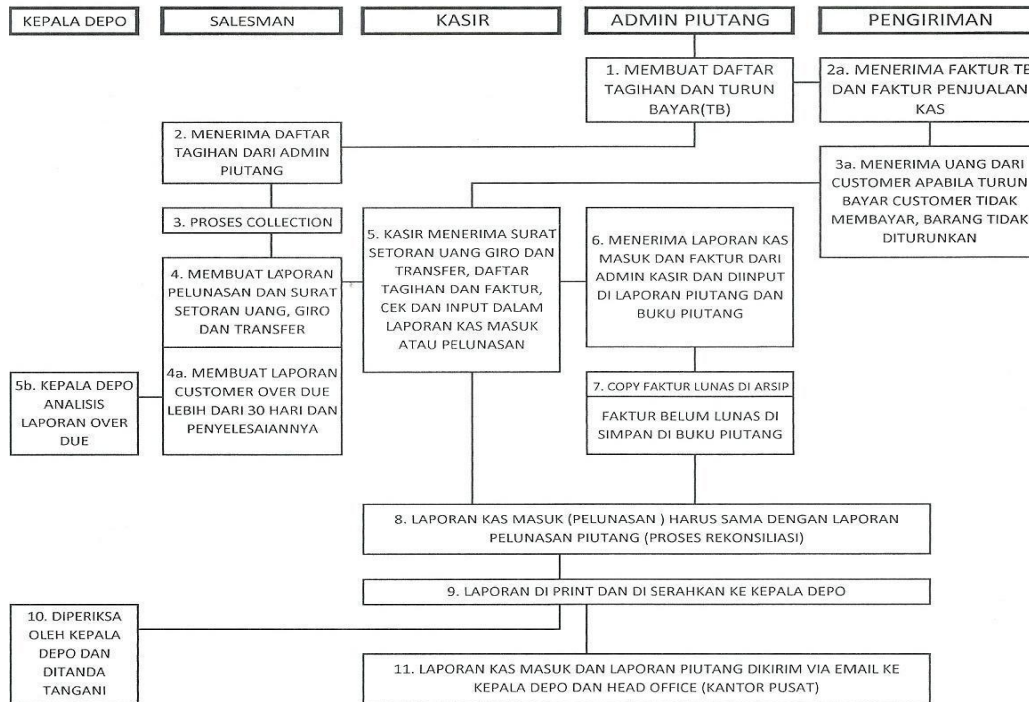 KEPALA DEPO
SALESMAN
KASIR
ADMIN PIUTANG
PENGIRIMAN
1. MEMBUAT DAFTAR
TAGIHAN DAN TURUN
BAYAR(TB)
2a. MENERIMA FAKTUR TB
DAN FAKTUR PENJUALAN
KAS
2. MENERIMA DAFTAR
TAGIHAN DARI ADMIN
PIUTANG
3a. MENERIMA UANG DARI
CUSTOMER APABILA TURUN
BAYAR CUSTOMER TIDAK
MEMBAYAR, BARANG TIDAK
DITURUNKAN
3. PROSES COLLECTION
5. KASIR MENERIMA SURAT
SETORAN UANG GIRO DAN
TRANSFER, DAFTAR
TAGIHAN DAN FAKTUR,
CEK DAN INPUT DALAM
LAPORAN KAS MASUK
ATAU PELUNASAN
6. MENERIMA LAPORAN KAS
MASUK DAN FAKTUR DARI
ADMIN KASIR DAN DIINPUT
DI LAPORAN PIUTANG DAN
BUKU PIUTANG
4. MEMBUAT LAPORAN
PELUNASAN DAN SURAT
SETORAN UANG, GIRO
DAN TRANSFER
4a. MEMBUAT LAPORAN
CUSTOMER OVER DUE
LEBIH DARI 30 HARI DAN
PENYELESAIANNYA
5b. KEPALA DEPO
ANALISIS
LAPORAN OVER
DUE
7. COPY FAKTUR LUNAS DI ARSIP
FAKTUR BELUM LUNAS DI
SIMPAN DI BUKU PIUTANG
8. LAPORAN KAS MASUK (PELUNASAN ) HARUS SAMA DENGAN LAPORAN
PELUNASAN PIUTANG (PROSES REKONSILIASI)
9. LAPORAN DI PRINT DAN DI SERAHKAN KE KEPALA DEPO
10. DIPERIKSA
OLEH KEPALA
DEPO DAN
DITANDA
TANGANI
11. LAPORAN KAS MASUK DAN LAPORAN PIUTANG DIKIRIM VIA EMAIL KE
KEPALA DEPO DAN HEAD OFFICE (KANTOR PUSAT)